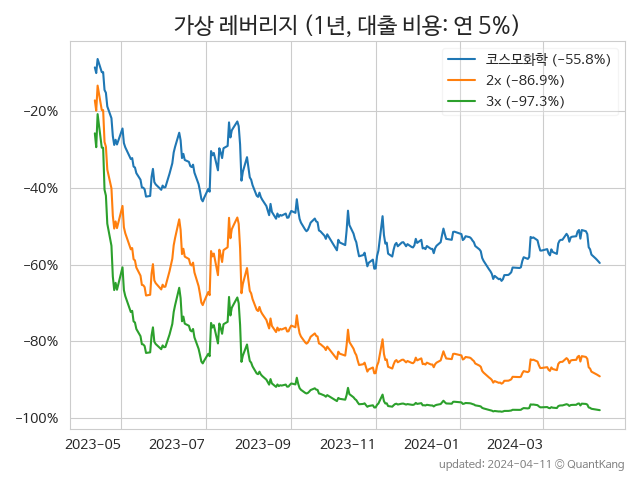 가상 레버리지 (1년, 대출 비용: 연 5%)
코스모화학 (−55.8%)
2x (−86.9%)
3x (−97.3%)
−20%
−40%
−60%
−80%
−100%
2023-05 2023-07 2023-09 2023-11 2024-01 2024-03
updated: 2024-04-11 © QuantKang